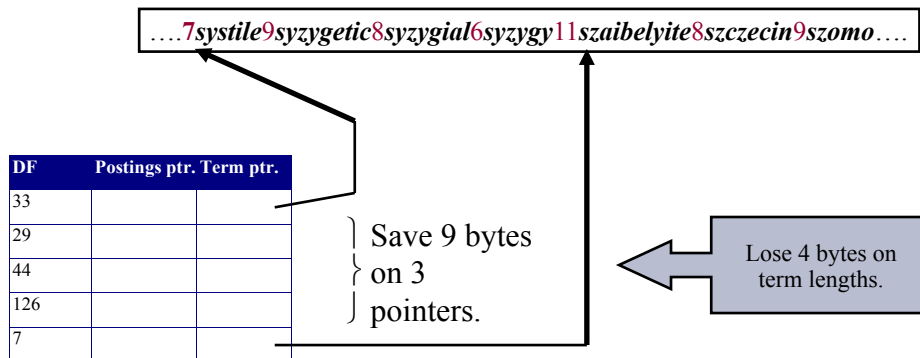 ….7systile9syzygetic8syzygial6syzygy11szaibelyite8szczecin9szomo….
DF Postings ptr. Term ptr.
33
29
44
126
7
Save 9 bytes
on 3
pointers.
Lose 4 bytes on
term lengths.